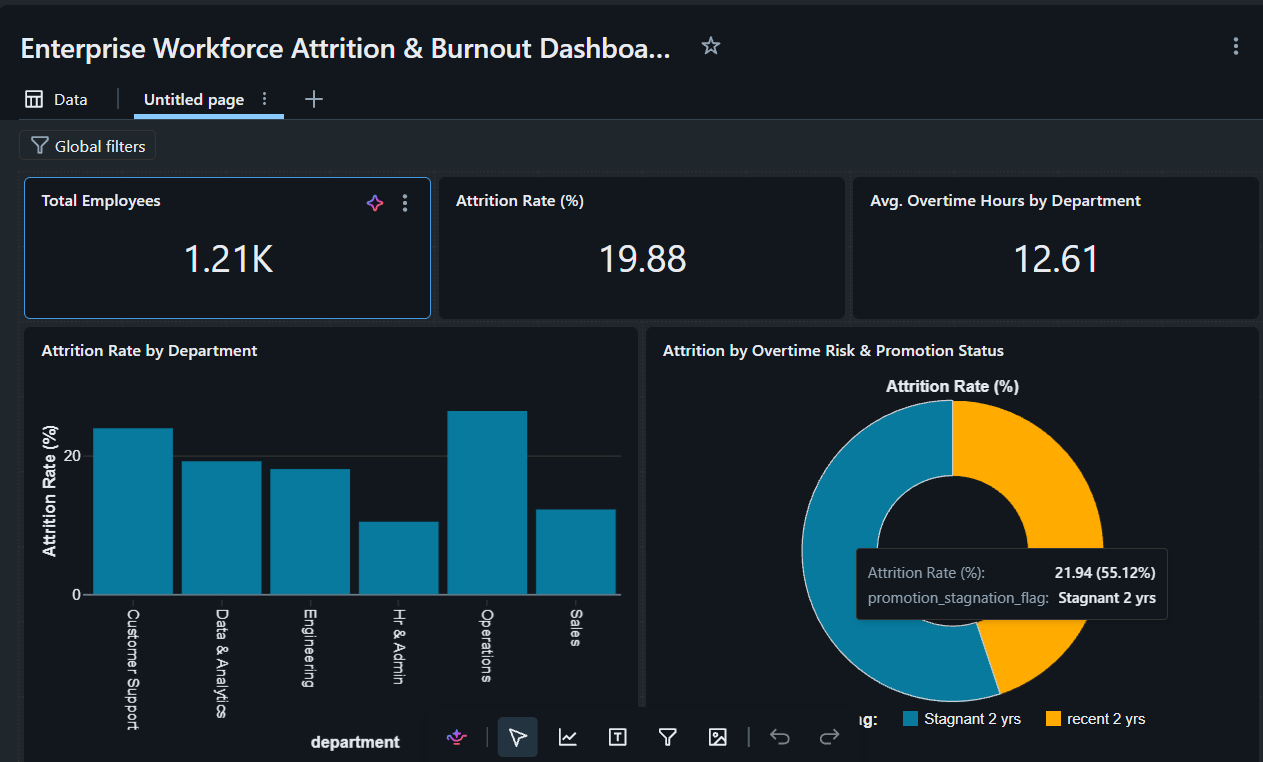 Enterprise Workforce Attrition & Burnout Dashboa...
Data
Untitled page
Global filters
Total Employees
1.21K
Attrition Rate (%)
19.88
Avg. Overtime Hours by Department
12.61
Attrition Rate by Department
Attrition Rate (%)
20
0
Customer Support
Data & Analytics
Engineering
Hr & Admin
Operations
Sales
department
Attrition by Overtime Risk & Promotion Status
Attrition Rate (%)
Attrition Rate (%): 21.94 (55.12%)
promotion_stagnation_flag: Stagnant 2 yrs
Stagnant 2 yrs
recent 2 yrs